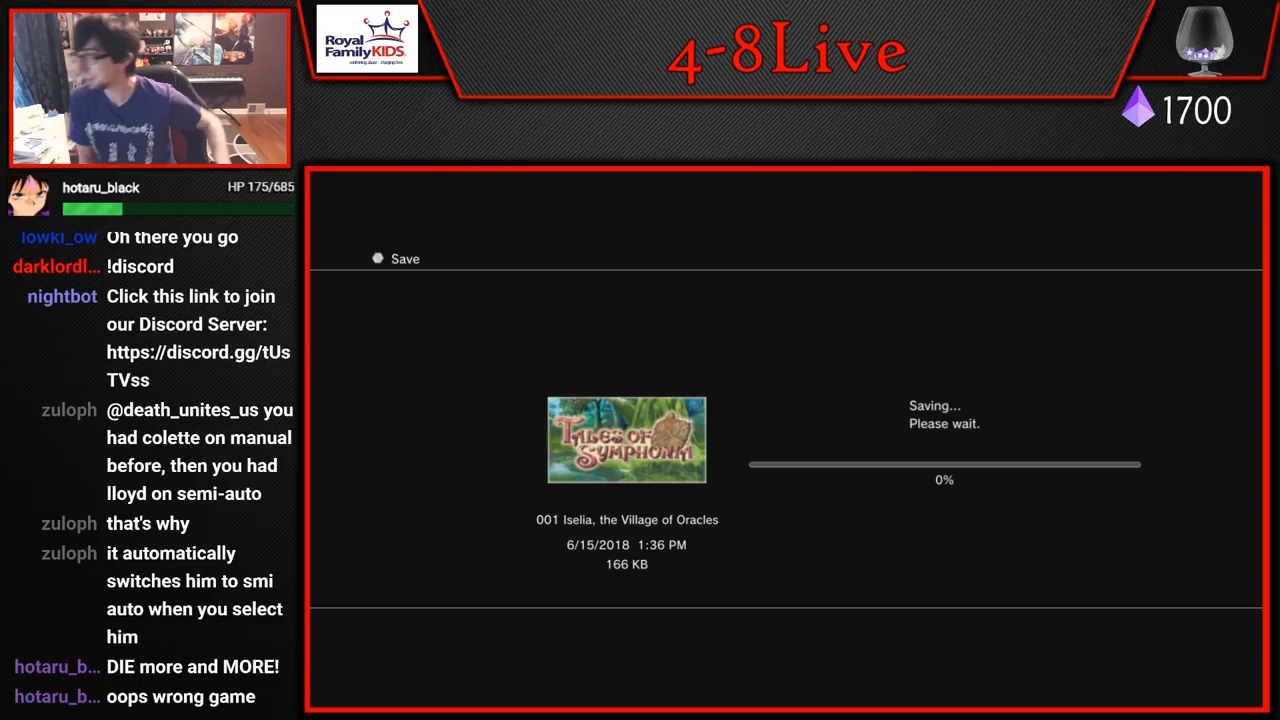 Royal
FamilyKIDS.
4-8Live
1700
hotaru_black HP 175/685
lowki_ow Oh there you go
darklordl... !discord
nightbot Click this link to join
our Discord Server:
https://discord.gg/tUs
TVss
zuloph @death_unites_us you
had colette on manual
before, then you had
lloyd on semi-auto
zuloph that's why
zuloph it automatically
switches him to smi
auto when you select
him
hotaru_b... DIE more and MORE!
hotaru_b... oops wrong game
Save
TALES OF
SYMPHONIA
001 Iselia, the Village of Oracles
6/15/2018 1:36 PM
166 KB
Saving...
Please wait.
0%